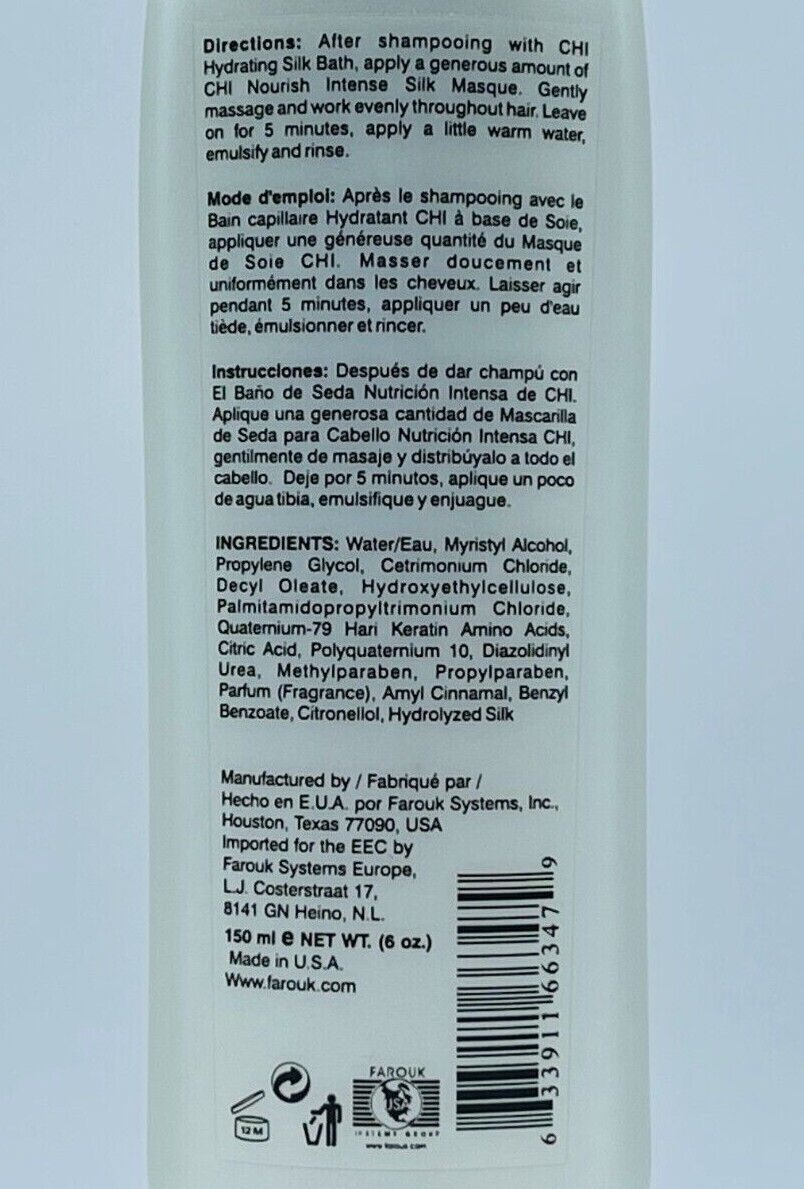 Directions: After shampooing with CHI
Hydrating Silk Bath, apply a generous amount of
CHI Nourish Intense Silk Masque. Gently
massage and work evenly throughout hair. Leave
on for 5 minutes, apply a little warm water,
emulsify and rinse.
Mode d'emploi: Après le shampooing avec le
Bain capillaire Hydratant CHI à base de Soie,
appliquer une généreuse quantité du Masque
de Soie CHI. Masser doucement et
uniformément dans les cheveux. Laisser agir
pendant 5 minutes, appliquer un peu d'eau
tiède, émulsionner et rincer.
Instrucciones: Después de dar champú con
El Baño de Seda Nutrición Intensa de CHI.
Aplique una generosa cantidad de Mascarilla
de Seda para Cabello Nutrición Intensa CHI,
gentilmente de masaje y distribúyalo a todo el
cabello. Deje por 5 minutos, aplique un poco
de agua tibia, emulsifique y enjuague.
INGREDIENTS: Water/Eau, Myristyl Alcohol,
Propylene Glycol, Cetrimonium Chloride,
Decyl Oleate, Hydroxyethylcellulose,
Palmitamidopropyltrimonium Chloride,
Quaternium-79 Hari Keratin Amino Acids,
Citric Acid, Polyquaternium 10, Diazolidinyl
Urea, Methylparaben, Propylparaben,
Parfum (Fragrance), Amyl Cinnamal, Benzyl
Benzoate, Citronellol, Hydrolyzed Silk
Manufactured by / Fabriqué par /
Hecho en E.U.A. por Farouk Systems, Inc.,
Houston, Texas 77090, USA
Imported for the EEC by
Farouk Systems Europe,
L.J. Costerstraat 17,
8141 GN Heino, N.L.
150 ml e NET WT. (6 oz.)
Made in U.S.A.
Www.farouk.com
6 33911 66347 9
12 M
FAROUK
USA
SYSTEMS GROUP
www.farouk.com